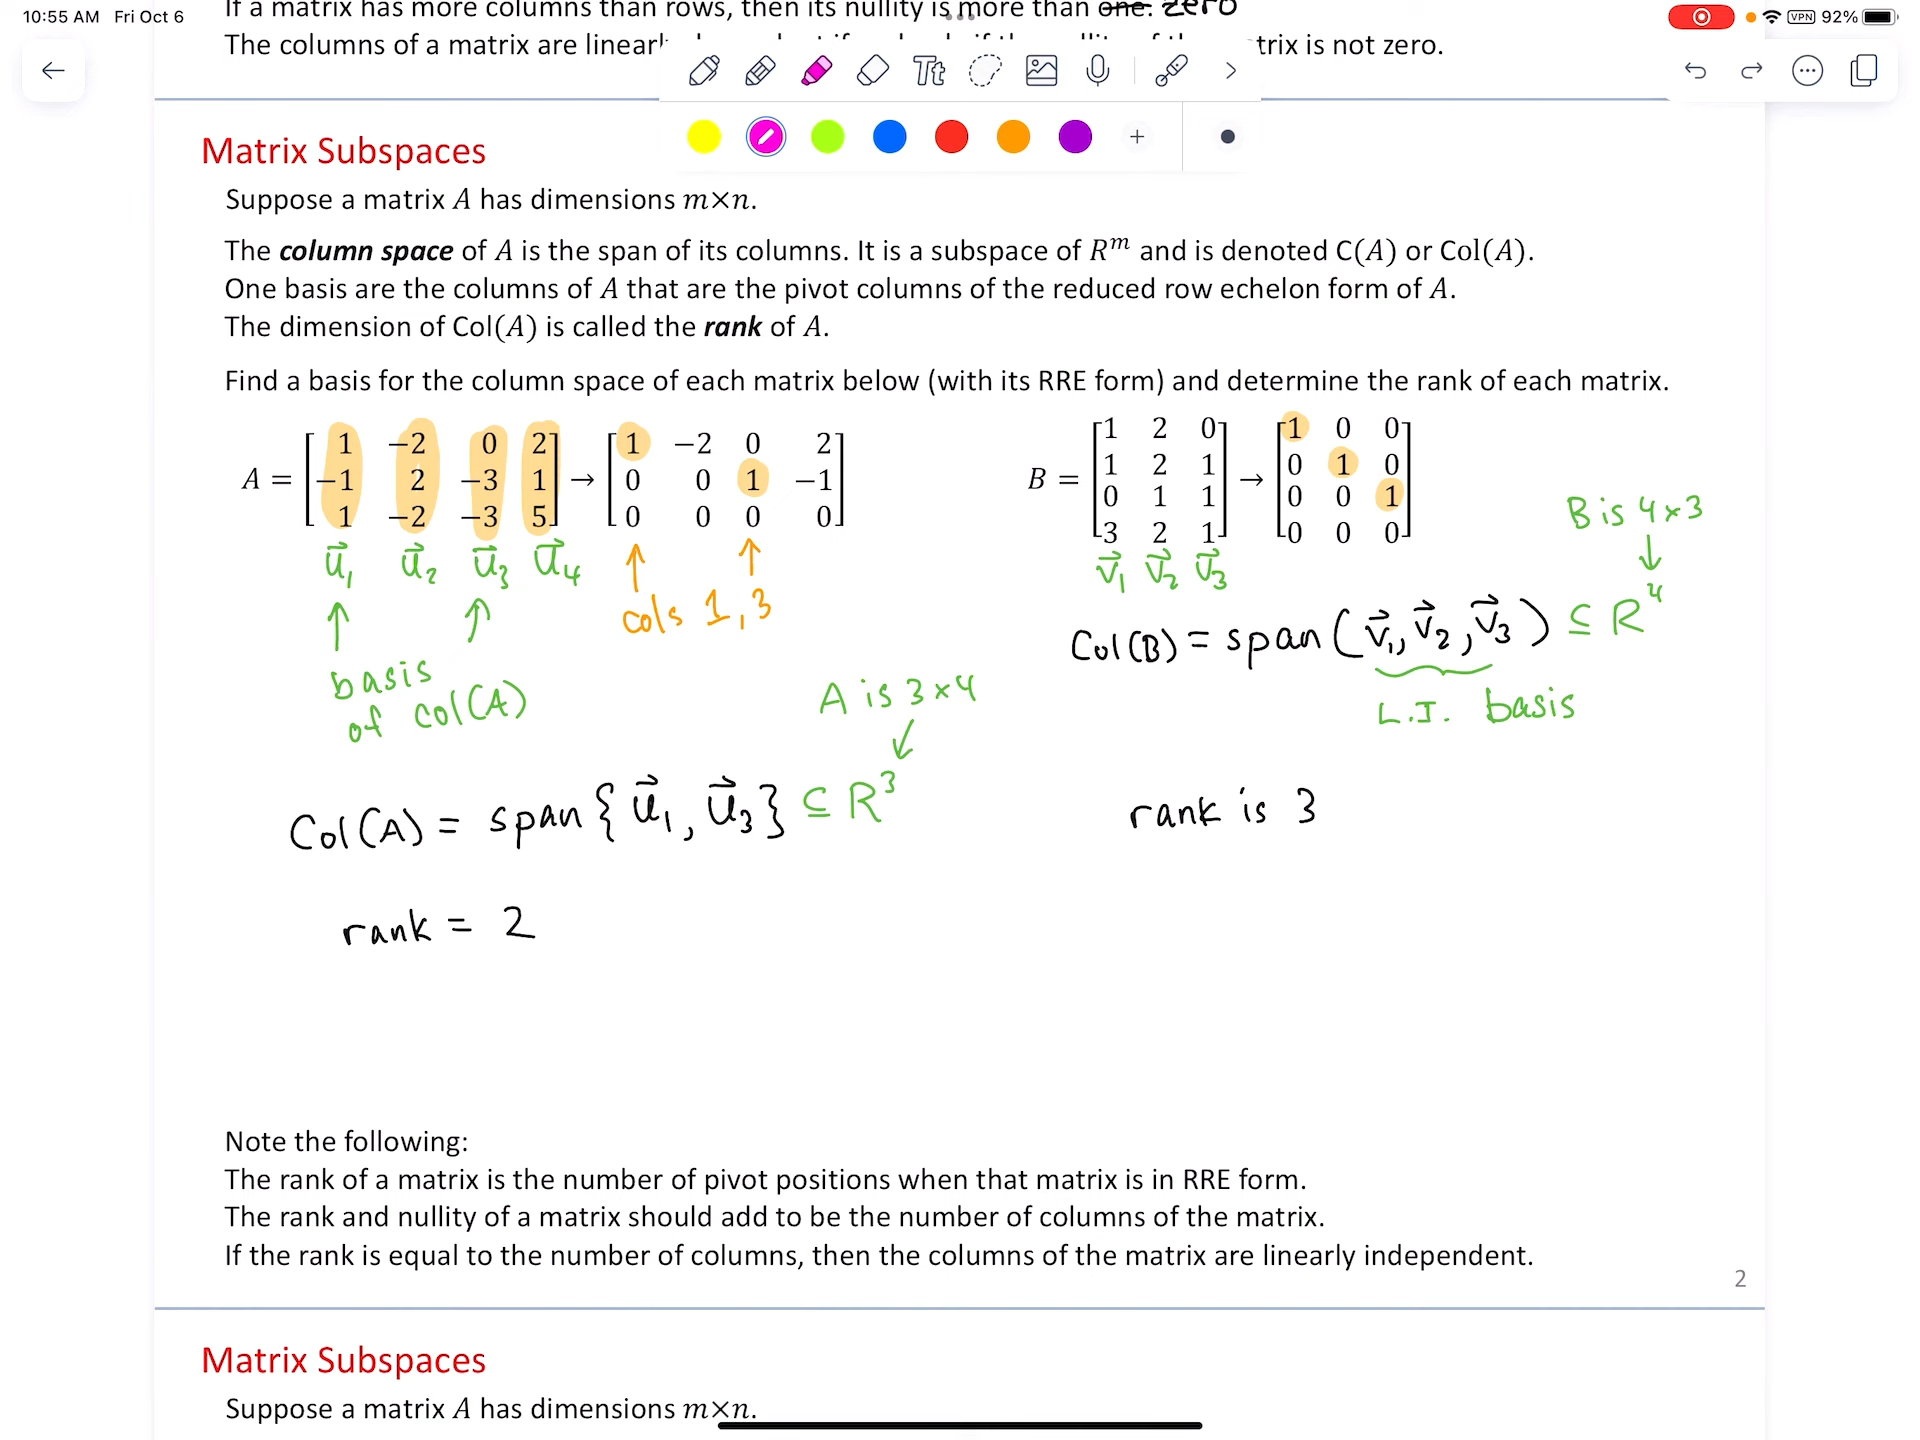 10:55 AM Fri Oct 6
VPN 92%
If a matrix has more columns than rows, then its nullity is more than one. zero
The columns of a matrix are linearly trix is not zero.
Tt
Matrix Subspaces
Suppose a matrix A has dimensions m×n.
The column space of A is the span of its columns. It is a subspace of Rᵐ and is denoted C(A) or Col(A).
One basis are the columns of A that are the pivot columns of the reduced row echelon form of A.
The dimension of Col(A) is called the rank of A.
Find a basis for the column space of each matrix below (with its RRE form) and determine the rank of each matrix.
A = [1 −2 0 2; −1 2 −3 1; 1 −2 −3 5] → [1 −2 0 2; 0 0 1 −1; 0 0 0 0]
B = [1 2 0; 1 2 1; 0 1 1; 3 2 1] → [1 0 0; 0 1 0; 0 0 1; 0 0 0]
u⃗₁ u⃗₂ u⃗₃ u⃗₄
↑ ↑
cols 1, 3
↑ ↑
basis
of col(A)
v⃗₁ v⃗₂ v⃗₃
B is 4×3
↓
Col(B) = span(v⃗₁, v⃗₂, v⃗₃) ⊆ R⁴
L.I. basis
A is 3×4
↙
Col(A) = span{u⃗₁, u⃗₃} ⊆ R³
rank is 3
rank = 2
Note the following:
The rank of a matrix is the number of pivot positions when that matrix is in RRE form.
The rank and nullity of a matrix should add to be the number of columns of the matrix.
If the rank is equal to the number of columns, then the columns of the matrix are linearly independent.
2
Matrix Subspaces
Suppose a matrix A has dimensions m×n.